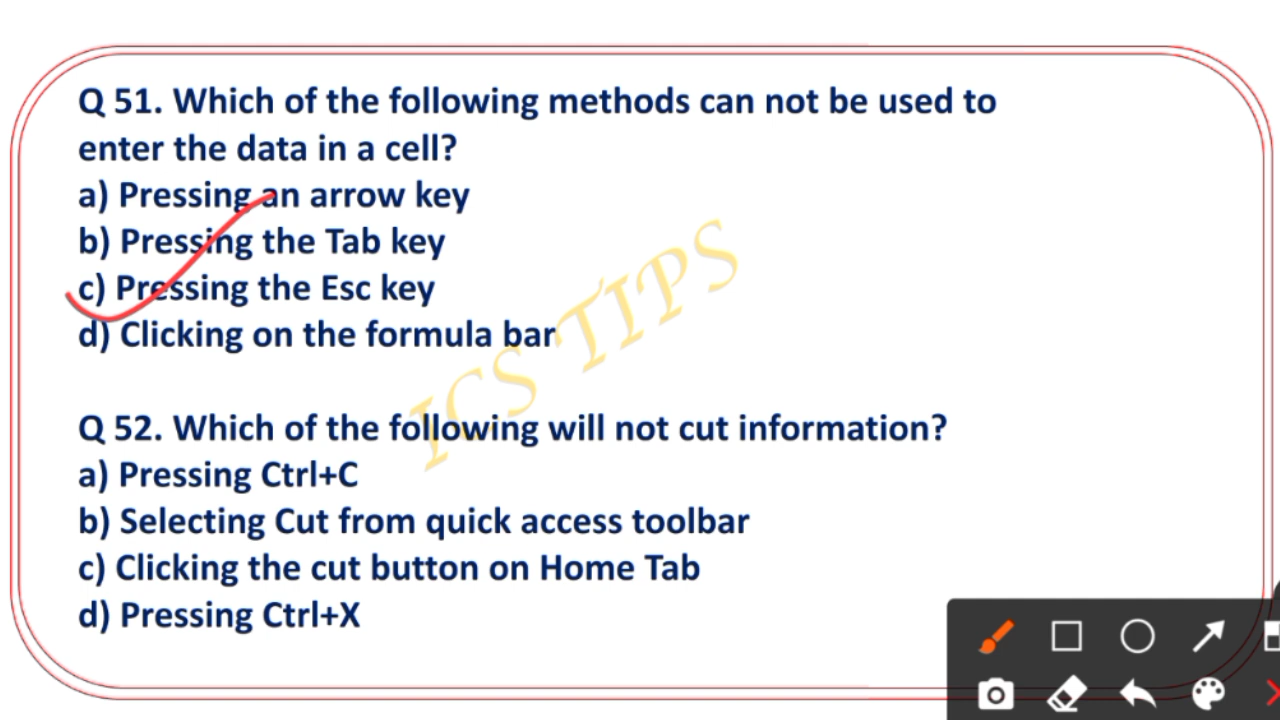 Q 51. Which of the following methods can not be used to
enter the data in a cell?
a) Pressing an arrow key
b) Pressing the Tab key
c) Pressing the Esc key
d) Clicking on the formula bar
ICS TIPS
Q 52. Which of the following will not cut information?
a) Pressing Ctrl+C
b) Selecting Cut from quick access toolbar
c) Clicking the cut button on Home Tab
d) Pressing Ctrl+X